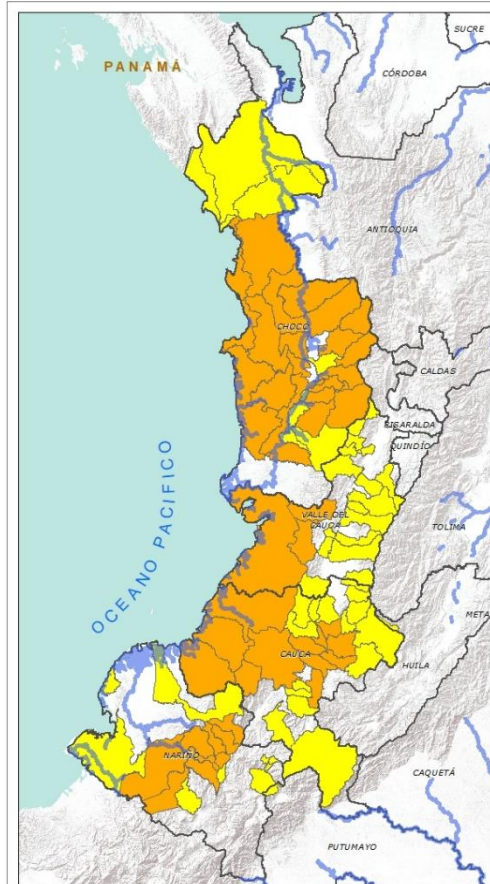 SUCRE
PANAMÁ
CÓRDOBA
ANTIOQUIA
CHOCO
CALDAS
RISARALDA
QUINDÍO
OCEANO PACIFICO
VALLE DEL
CAUCA
TOLIMA
META
CAUCA
HUILA
NARIÑO
CAQUETÁ
PUTUMAYO